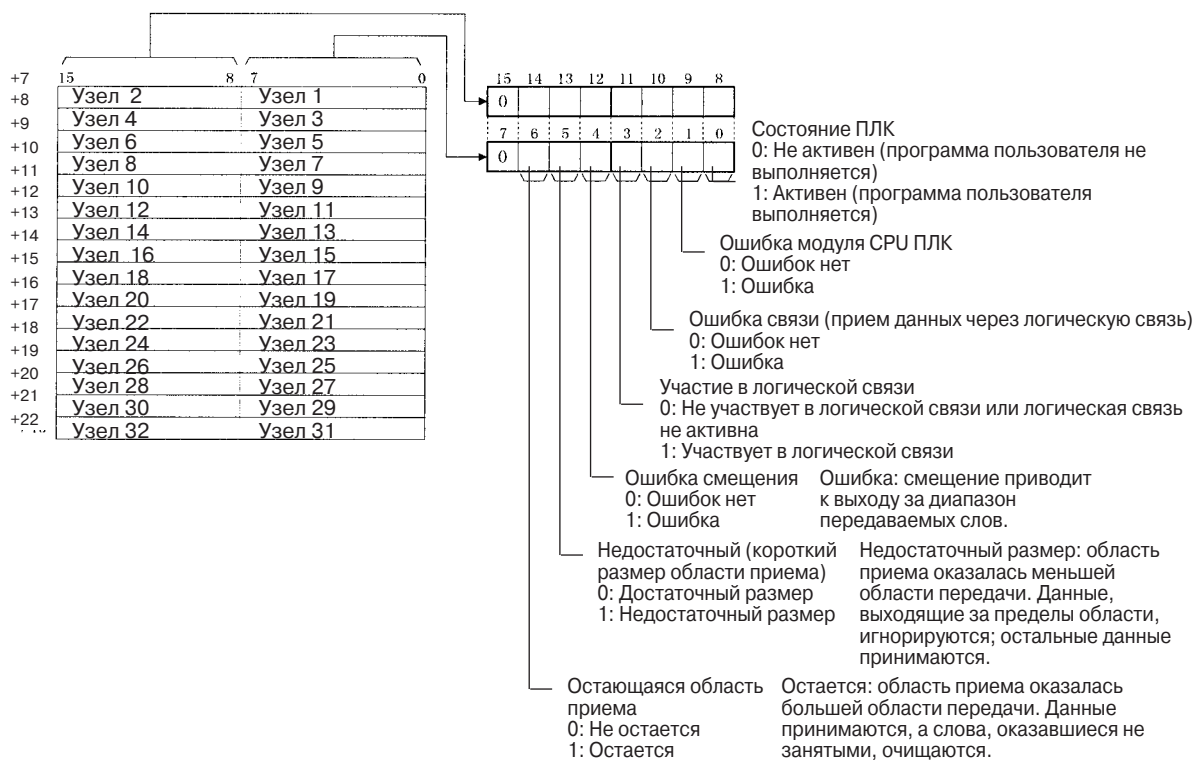 +7 15 8 7 0
+8 Узел 2 Узел 1
+9 Узел 4 Узел 3
+10 Узел 6 Узел 5
+11 Узел 8 Узел 7
+12 Узел 10 Узел 9
+13 Узел 12 Узел 11
+14 Узел 14 Узел 13
+15 Узел 16 Узел 15
+16 Узел 18 Узел 17
+17 Узел 20 Узел 19
+18 Узел 22 Узел 21
+19 Узел 24 Узел 23
+20 Узел 26 Узел 25
+21 Узел 28 Узел 27
+22 Узел 30 Узел 29
Узел 32 Узел 31
15 14 13 12 11 10 9 8
0
7 6 5 4 3 2 1 0
0
Состояние ПЛК
0: Не активен (программа пользователя не
выполняется)
1: Активен (программа пользователя
выполняется)
Ошибка модуля CPU ПЛК
0: Ошибок нет
1: Ошибка
Ошибка связи (прием данных через логическую связь)
0: Ошибок нет
1: Ошибка
Участие в логической связи
0: Не участвует в логической связи или логическая связь
не активна
1: Участвует в логической связи
Ошибка смещения
0: Ошибок нет
1: Ошибка
Ошибка: смещение приводит
к выходу за диапазон
передаваемых слов.
Недостаточный (короткий
размер области приема)
0: Достаточный размер
1: Недостаточный размер
Недостаточный размер: область
приема оказалась меньшей
области передачи. Данные,
выходящие за пределы области,
игнорируются; остальные данные
принимаются.
Остающаяся область
приема
0: Не остается
1: Остается
Остается: область приема оказалась
большей области передачи. Данные
принимаются, а слова, оказавшиеся не
занятыми, очищаются.